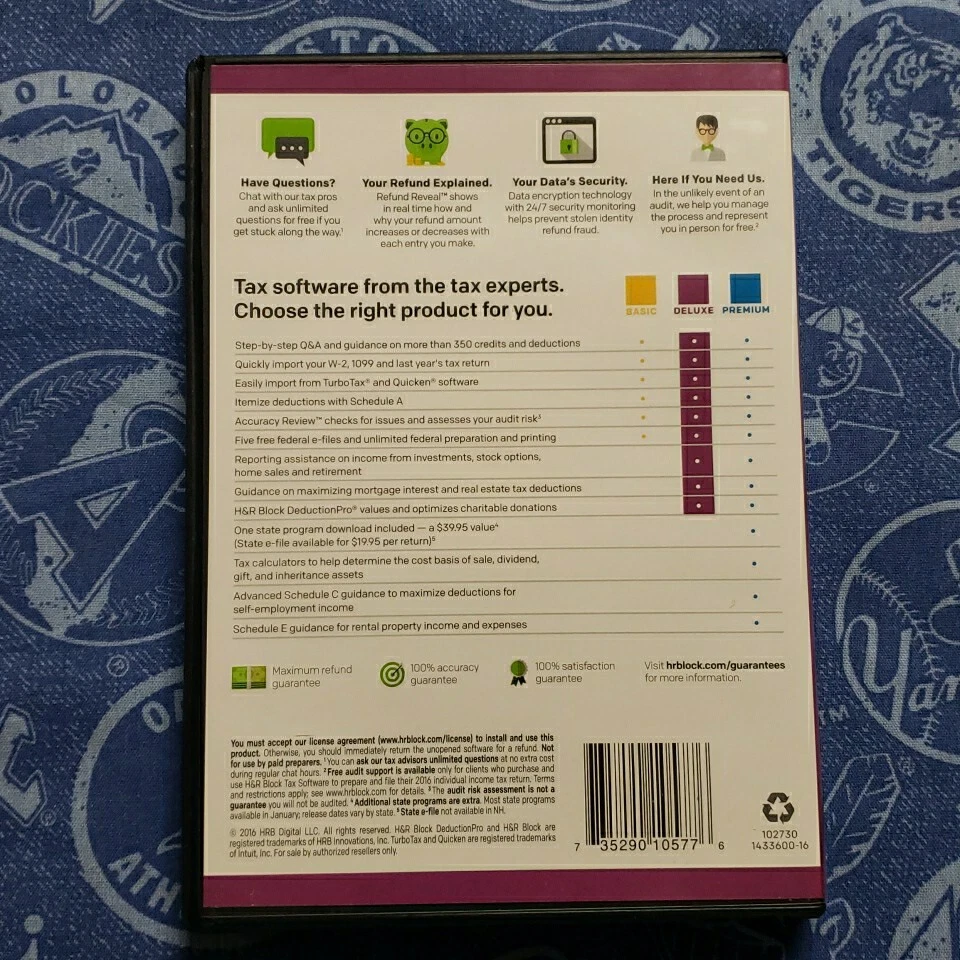 Have Questions?
Chat with our tax pros
and ask unlimited
questions for free if you
get stuck along the way.¹
Your Refund Explained.
Refund Reveal™ shows
in real time how and
why your refund amount
increases or decreases with
each entry you make.
Your Data's Security.
Data encryption technology
with 24/7 security monitoring
helps prevent stolen identity
refund fraud.
Here If You Need Us.
In the unlikely event of an
audit, we help you manage
the process and represent
you in person for free.²
Tax software from the tax experts.
Choose the right product for you.
BASIC DELUXE PREMIUM
Step-by-step Q&A and guidance on more than 350 credits and deductions
Quickly import your W-2, 1099 and last year's tax return
Easily import from TurboTax® and Quicken® software
Itemize deductions with Schedule A
Accuracy Review™ checks for issues and assesses your audit risk³
Five free federal e-files and unlimited federal preparation and printing
Reporting assistance on income from investments, stock options,
home sales and retirement
Guidance on maximizing mortgage interest and real estate tax deductions
H&R Block DeductionPro® values and optimizes charitable donations
One state program download included — a $39.95 value⁴
(State e-file available for $19.95 per return)⁵
Tax calculators to help determine the cost basis of sale, dividend,
gift, and inheritance assets
Advanced Schedule C guidance to maximize deductions for
self-employment income
Schedule E guidance for rental property income and expenses
Maximum refund
guarantee
100% accuracy
guarantee
100% satisfaction
guarantee
Visit hrblock.com/guarantees
for more information.
You must accept our license agreement (www.hrblock.com/license) to install and use this
product. Otherwise, you should immediately return the unopened software for a refund. Not
for use by paid preparers. ¹You can ask our tax advisors unlimited questions at no extra cost
during regular chat hours. ²Free audit support is available only for clients who purchase and
use H&R Block Tax Software to prepare and file their 2016 individual income tax return. Terms
and restrictions apply; see www.hrblock.com for details. ³The audit risk assessment is not a
guarantee you will not be audited. ⁴Additional state programs are extra. Most state programs
available in January; release dates vary by state. ⁵State e-file not available in NH.
© 2016 HRB Digital LLC. All rights reserved. H&R Block DeductionPro and H&R Block are
registered trademarks of HRB Innovations, Inc. TurboTax and Quicken are registered trademarks
of Intuit, Inc. For sale by authorized resellers only.
7 35290 10577 6
102730
1433600-16
COLORA
ROCKIES
STO
TA
TIGERS
A
ATH
Yan
TM